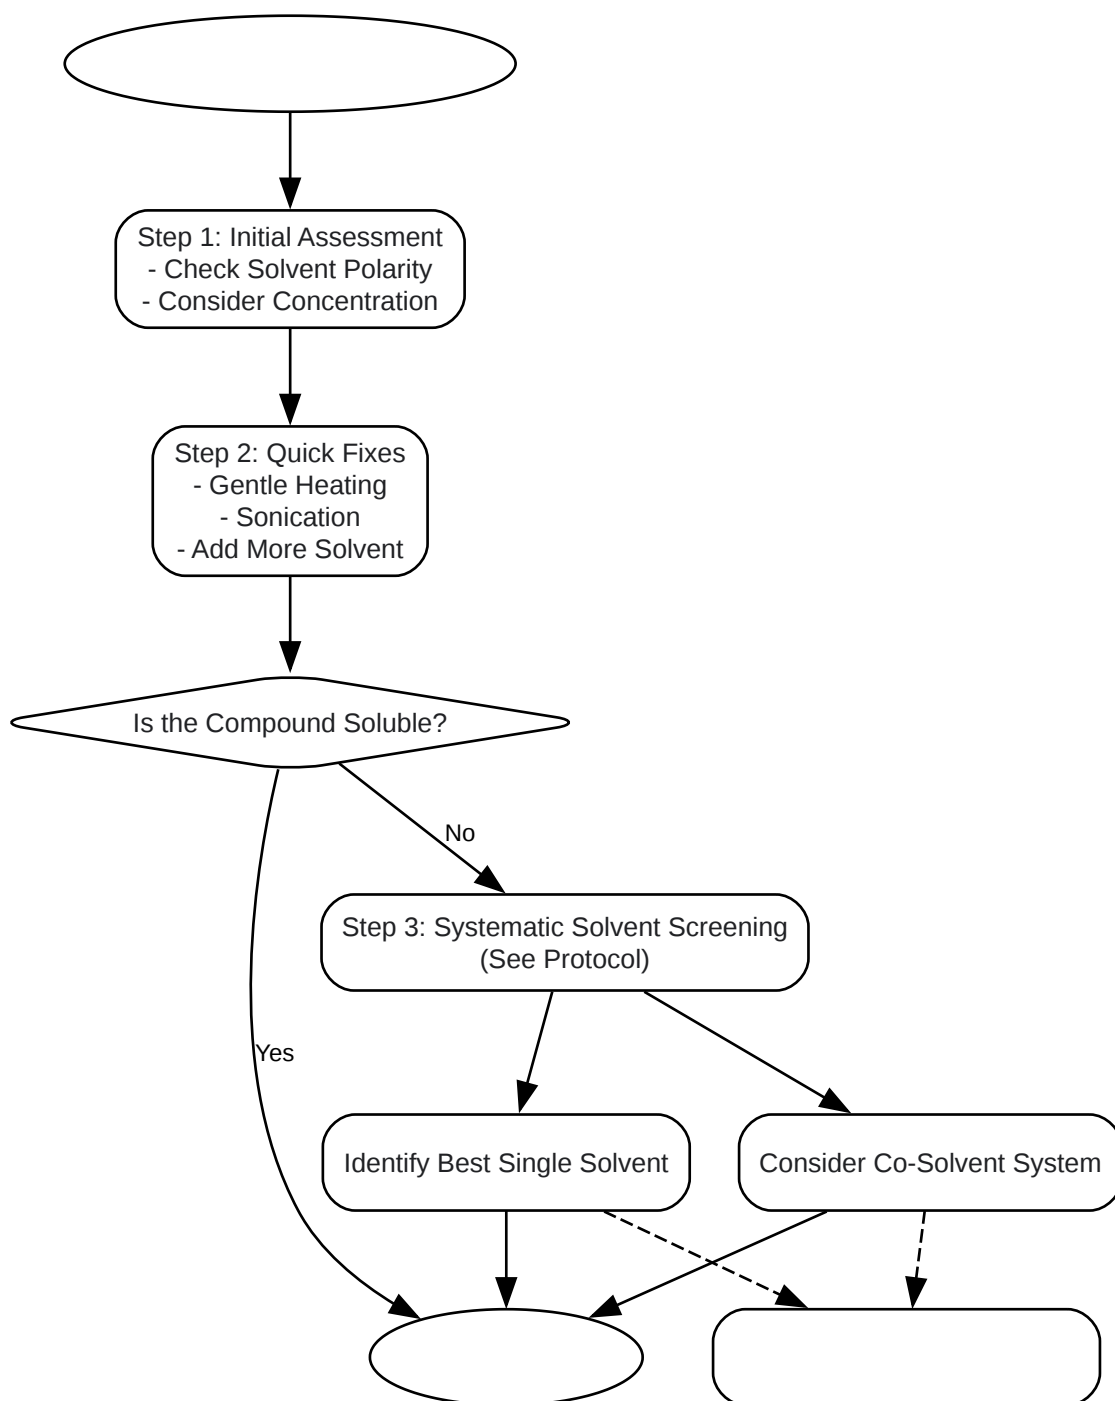 Step 1: Initial Assessment
- Check Solvent Polarity
- Consider Concentration
Step 2: Quick Fixes
- Gentle Heating
- Sonication
- Add More Solvent
Is the Compound Soluble?
No
Step 3: Systematic Solvent Screening
(See Protocol)
Yes
Identify Best Single Solvent
Consider Co-Solvent System